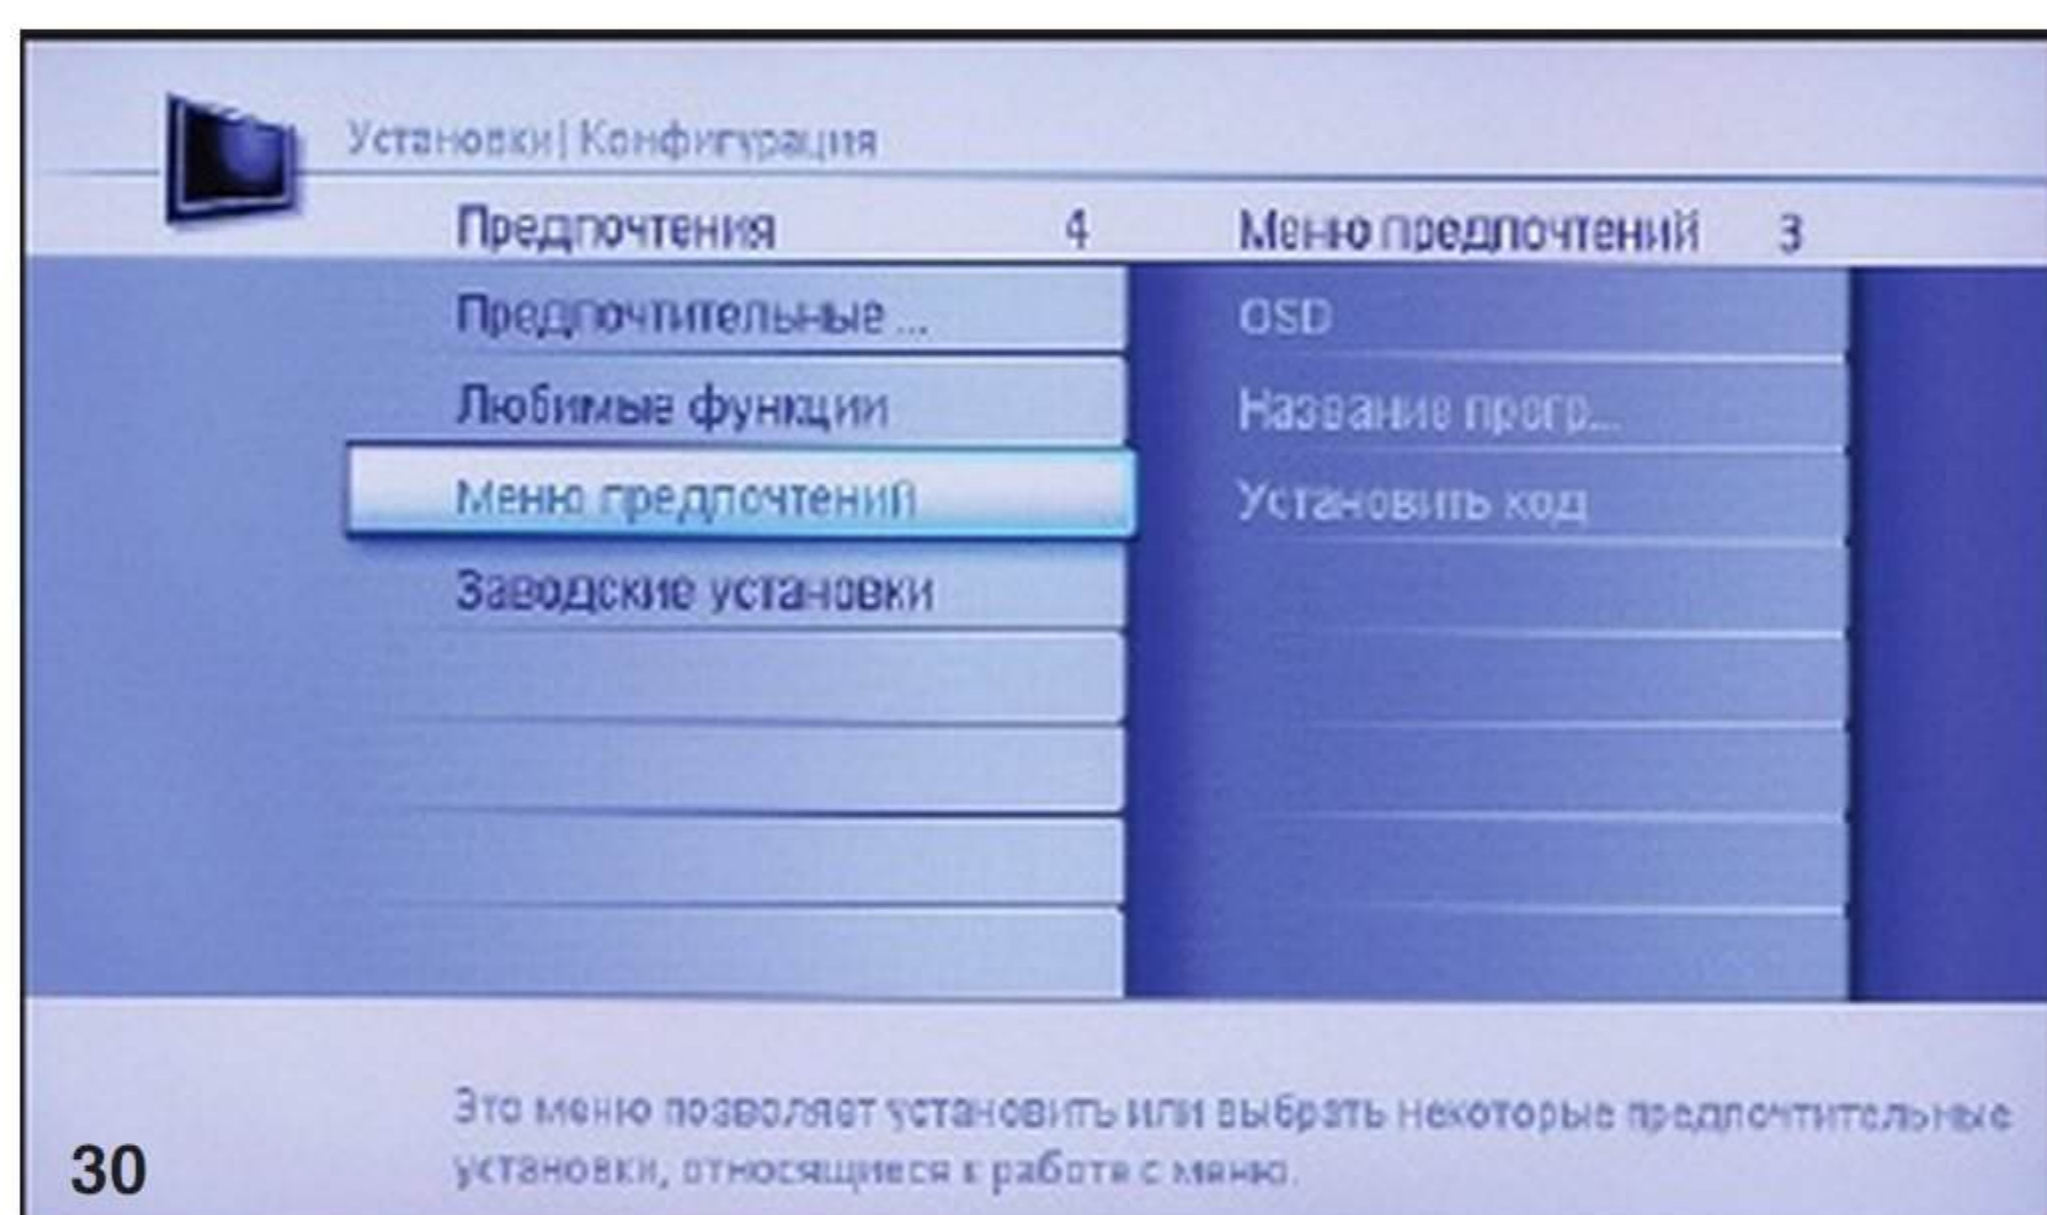 Установки|Конфигурация
Предпочтения 4 Меню предпочтений 3
Предпочтительные ... OSD
Любимые функции Название прогр...
Меню предпочтений Установить код
Заводские установки
Это меню позволяет установить или выбрать некоторые предпочтительные
установки, относящиеся к работе с меню.
30